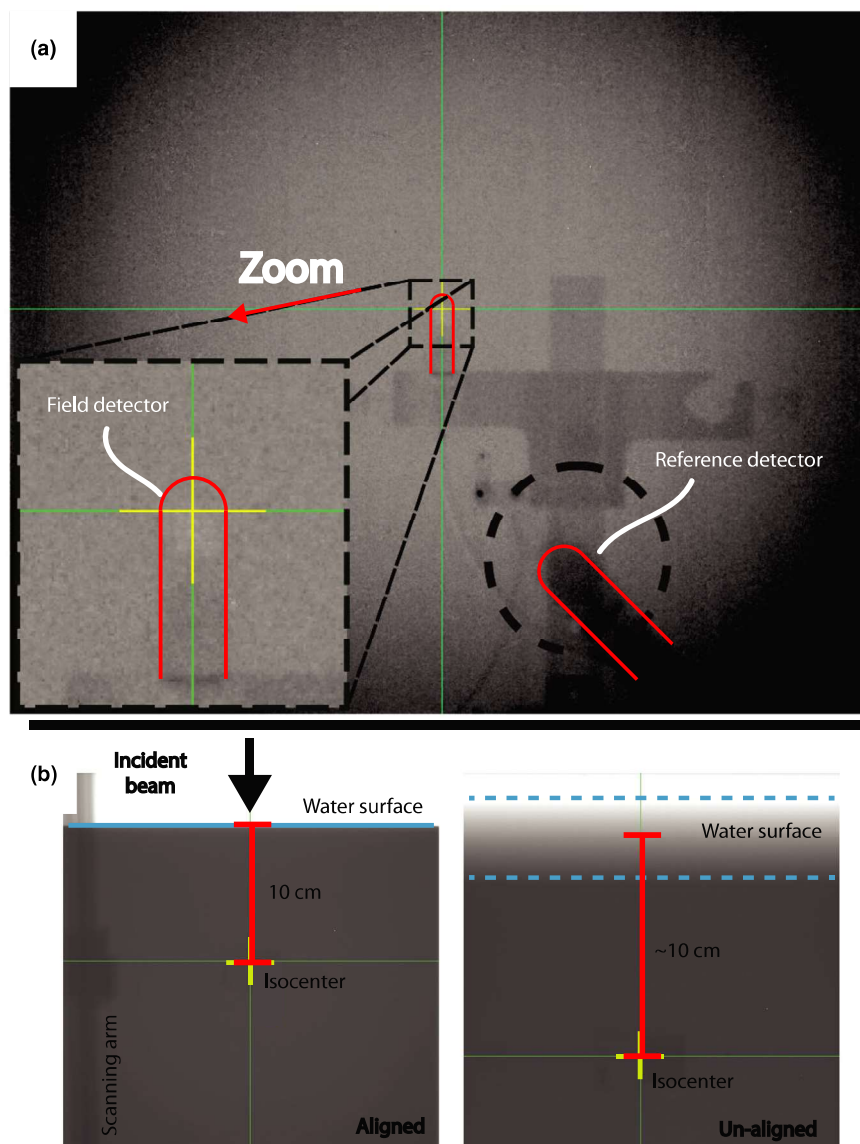 (a)
Zoom
Field detector
Reference detector
(b)
Incident
beam
Water surface
10 cm
Isocenter
Scanning arm
Aligned
Water surface
~10 cm
Isocenter
Un-aligned